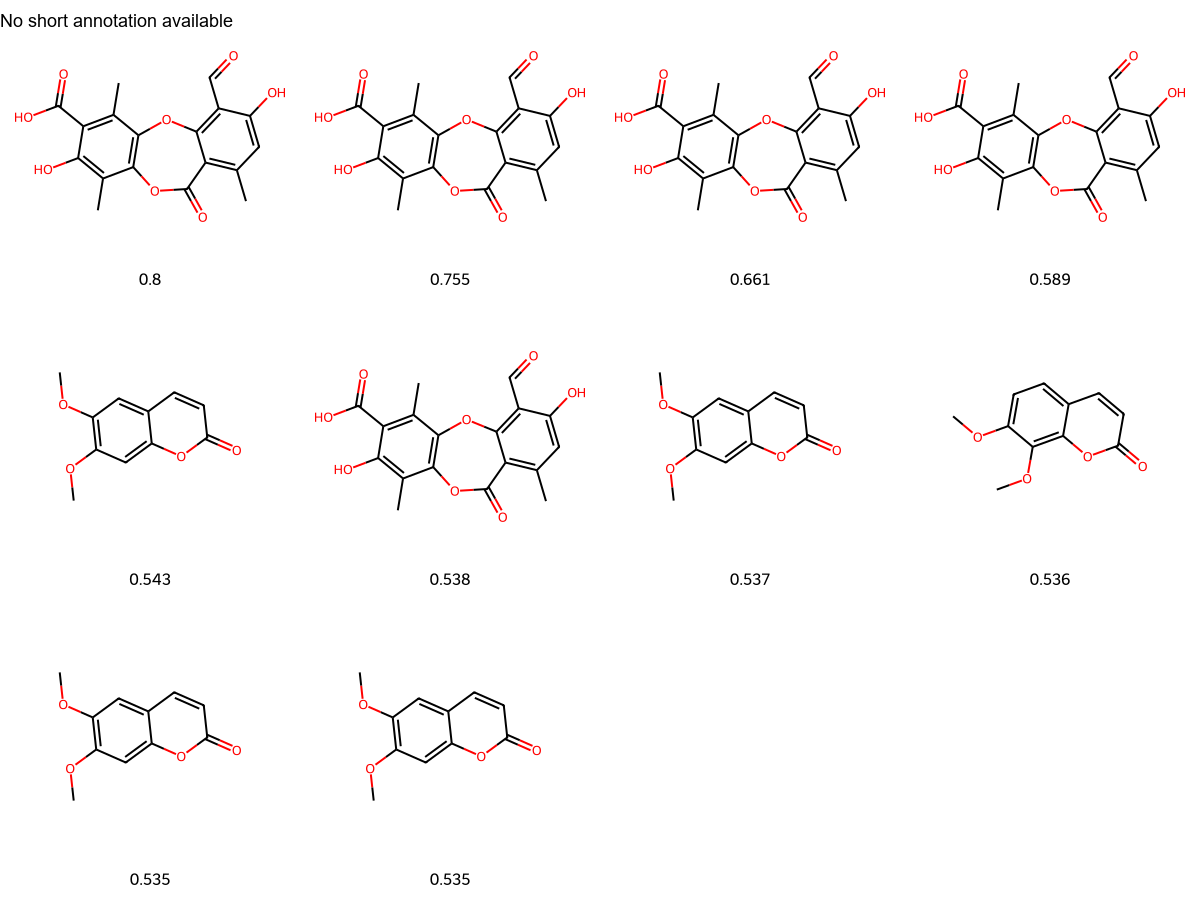 No short annotation available
O O O O
O OH O OH O OH O OH
HO O HO O HO O HO O
HO HO HO HO
O O O O
O O O O
0.8 0.755 0.661 0.589
O
O OH
O HO O O
O O O
O O O O O O
O HO O O
O O
O
0.543 0.538 0.537 0.536
O O
O O O O
O O
0.535 0.535